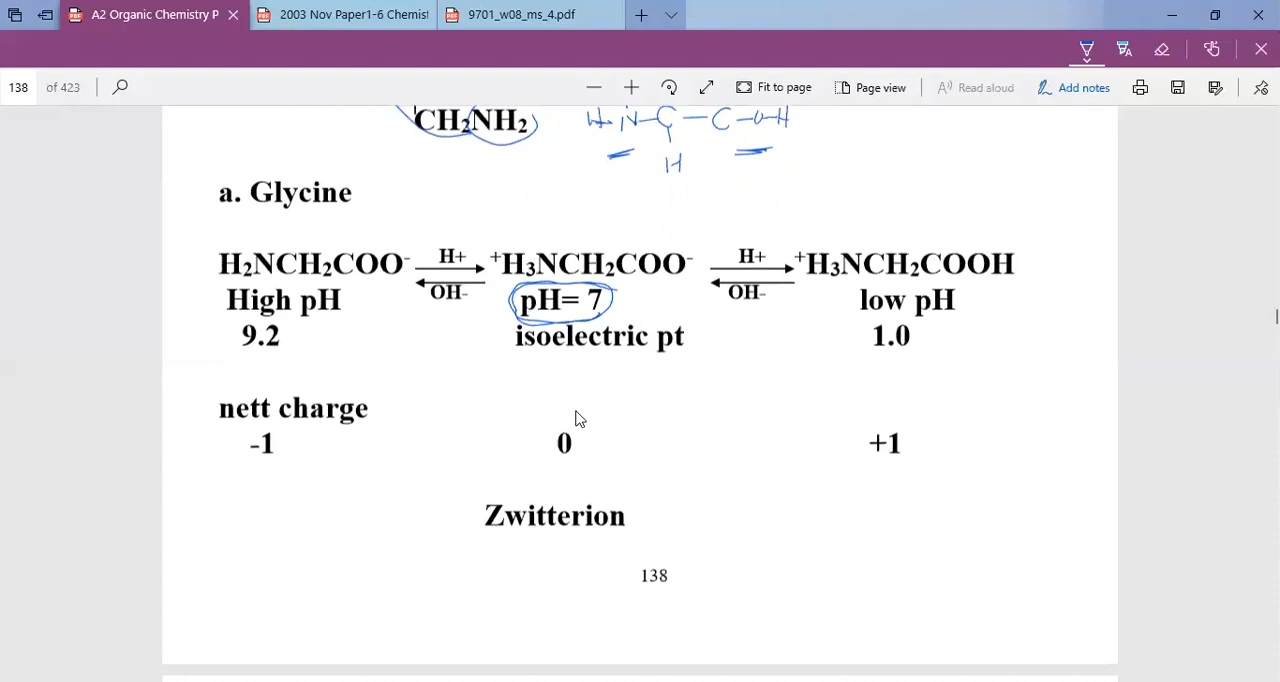 A2 Organic Chemistry P
2003 Nov Paper1-6 Chemist
9701_w08_ms_4.pdf
138 of 423
Fit to page
Page view
Read aloud
Add notes
CH₂NH₂ H₂N–C–C–O–H
H
a. Glycine
H₂NCH₂COO⁻ H+ OH- ⁺H₃NCH₂COO⁻ H+ OH- ⁺H₃NCH₂COOH
High pH pH= 7 low pH
9.2 isoelectric pt 1.0
nett charge
-1 0 +1
Zwitterion
138